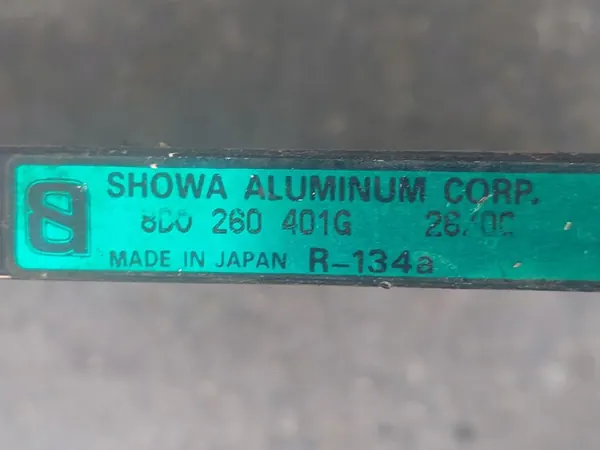 SHOWA ALUMINUM CORP.
8D0 260 401G
MADE IN JAPAN R-134a